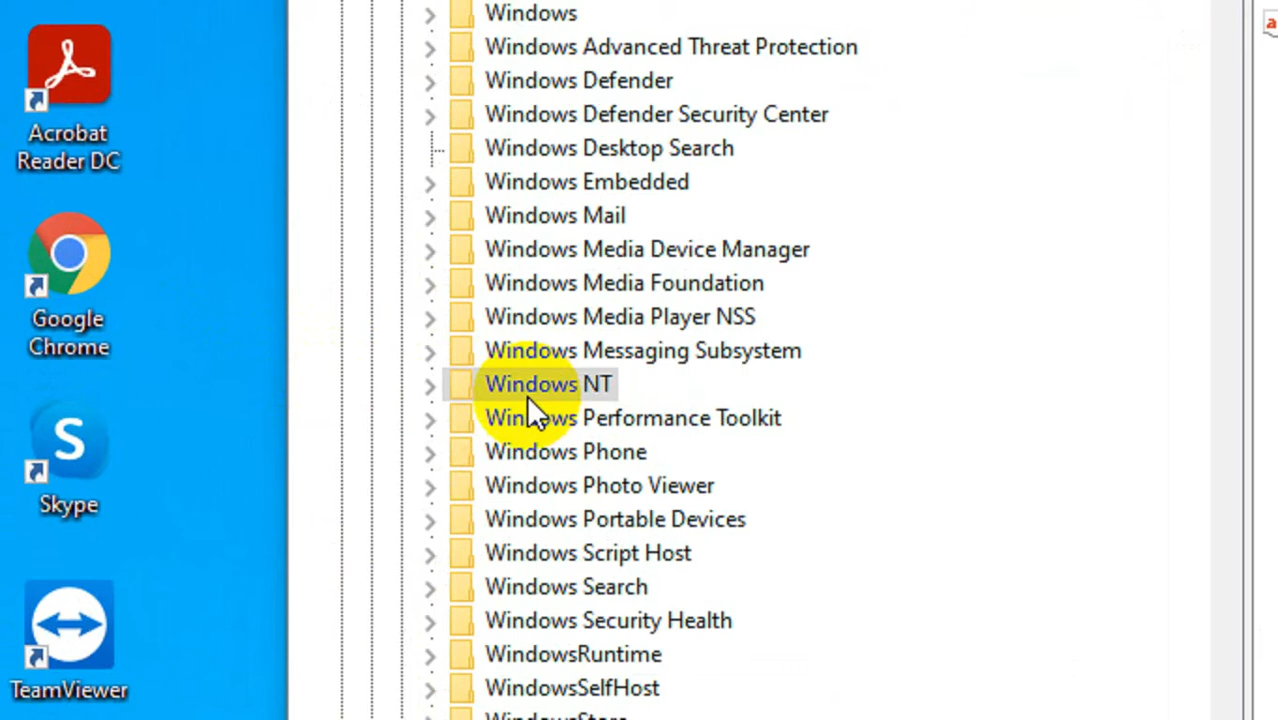 Acrobat
Reader DC
Google
Chrome
S
Skype
TeamViewer
Windows
Windows Advanced Threat Protection
Windows Defender
Windows Defender Security Center
Windows Desktop Search
Windows Embedded
Windows Mail
Windows Media Device Manager
Windows Media Foundation
Windows Media Player NSS
Windows Messaging Subsystem
Windows NT
Windows Performance Toolkit
Windows Phone
Windows Photo Viewer
Windows Portable Devices
Windows Script Host
Windows Search
Windows Security Health
WindowsRuntime
WindowsSelfHost
WindowsStore